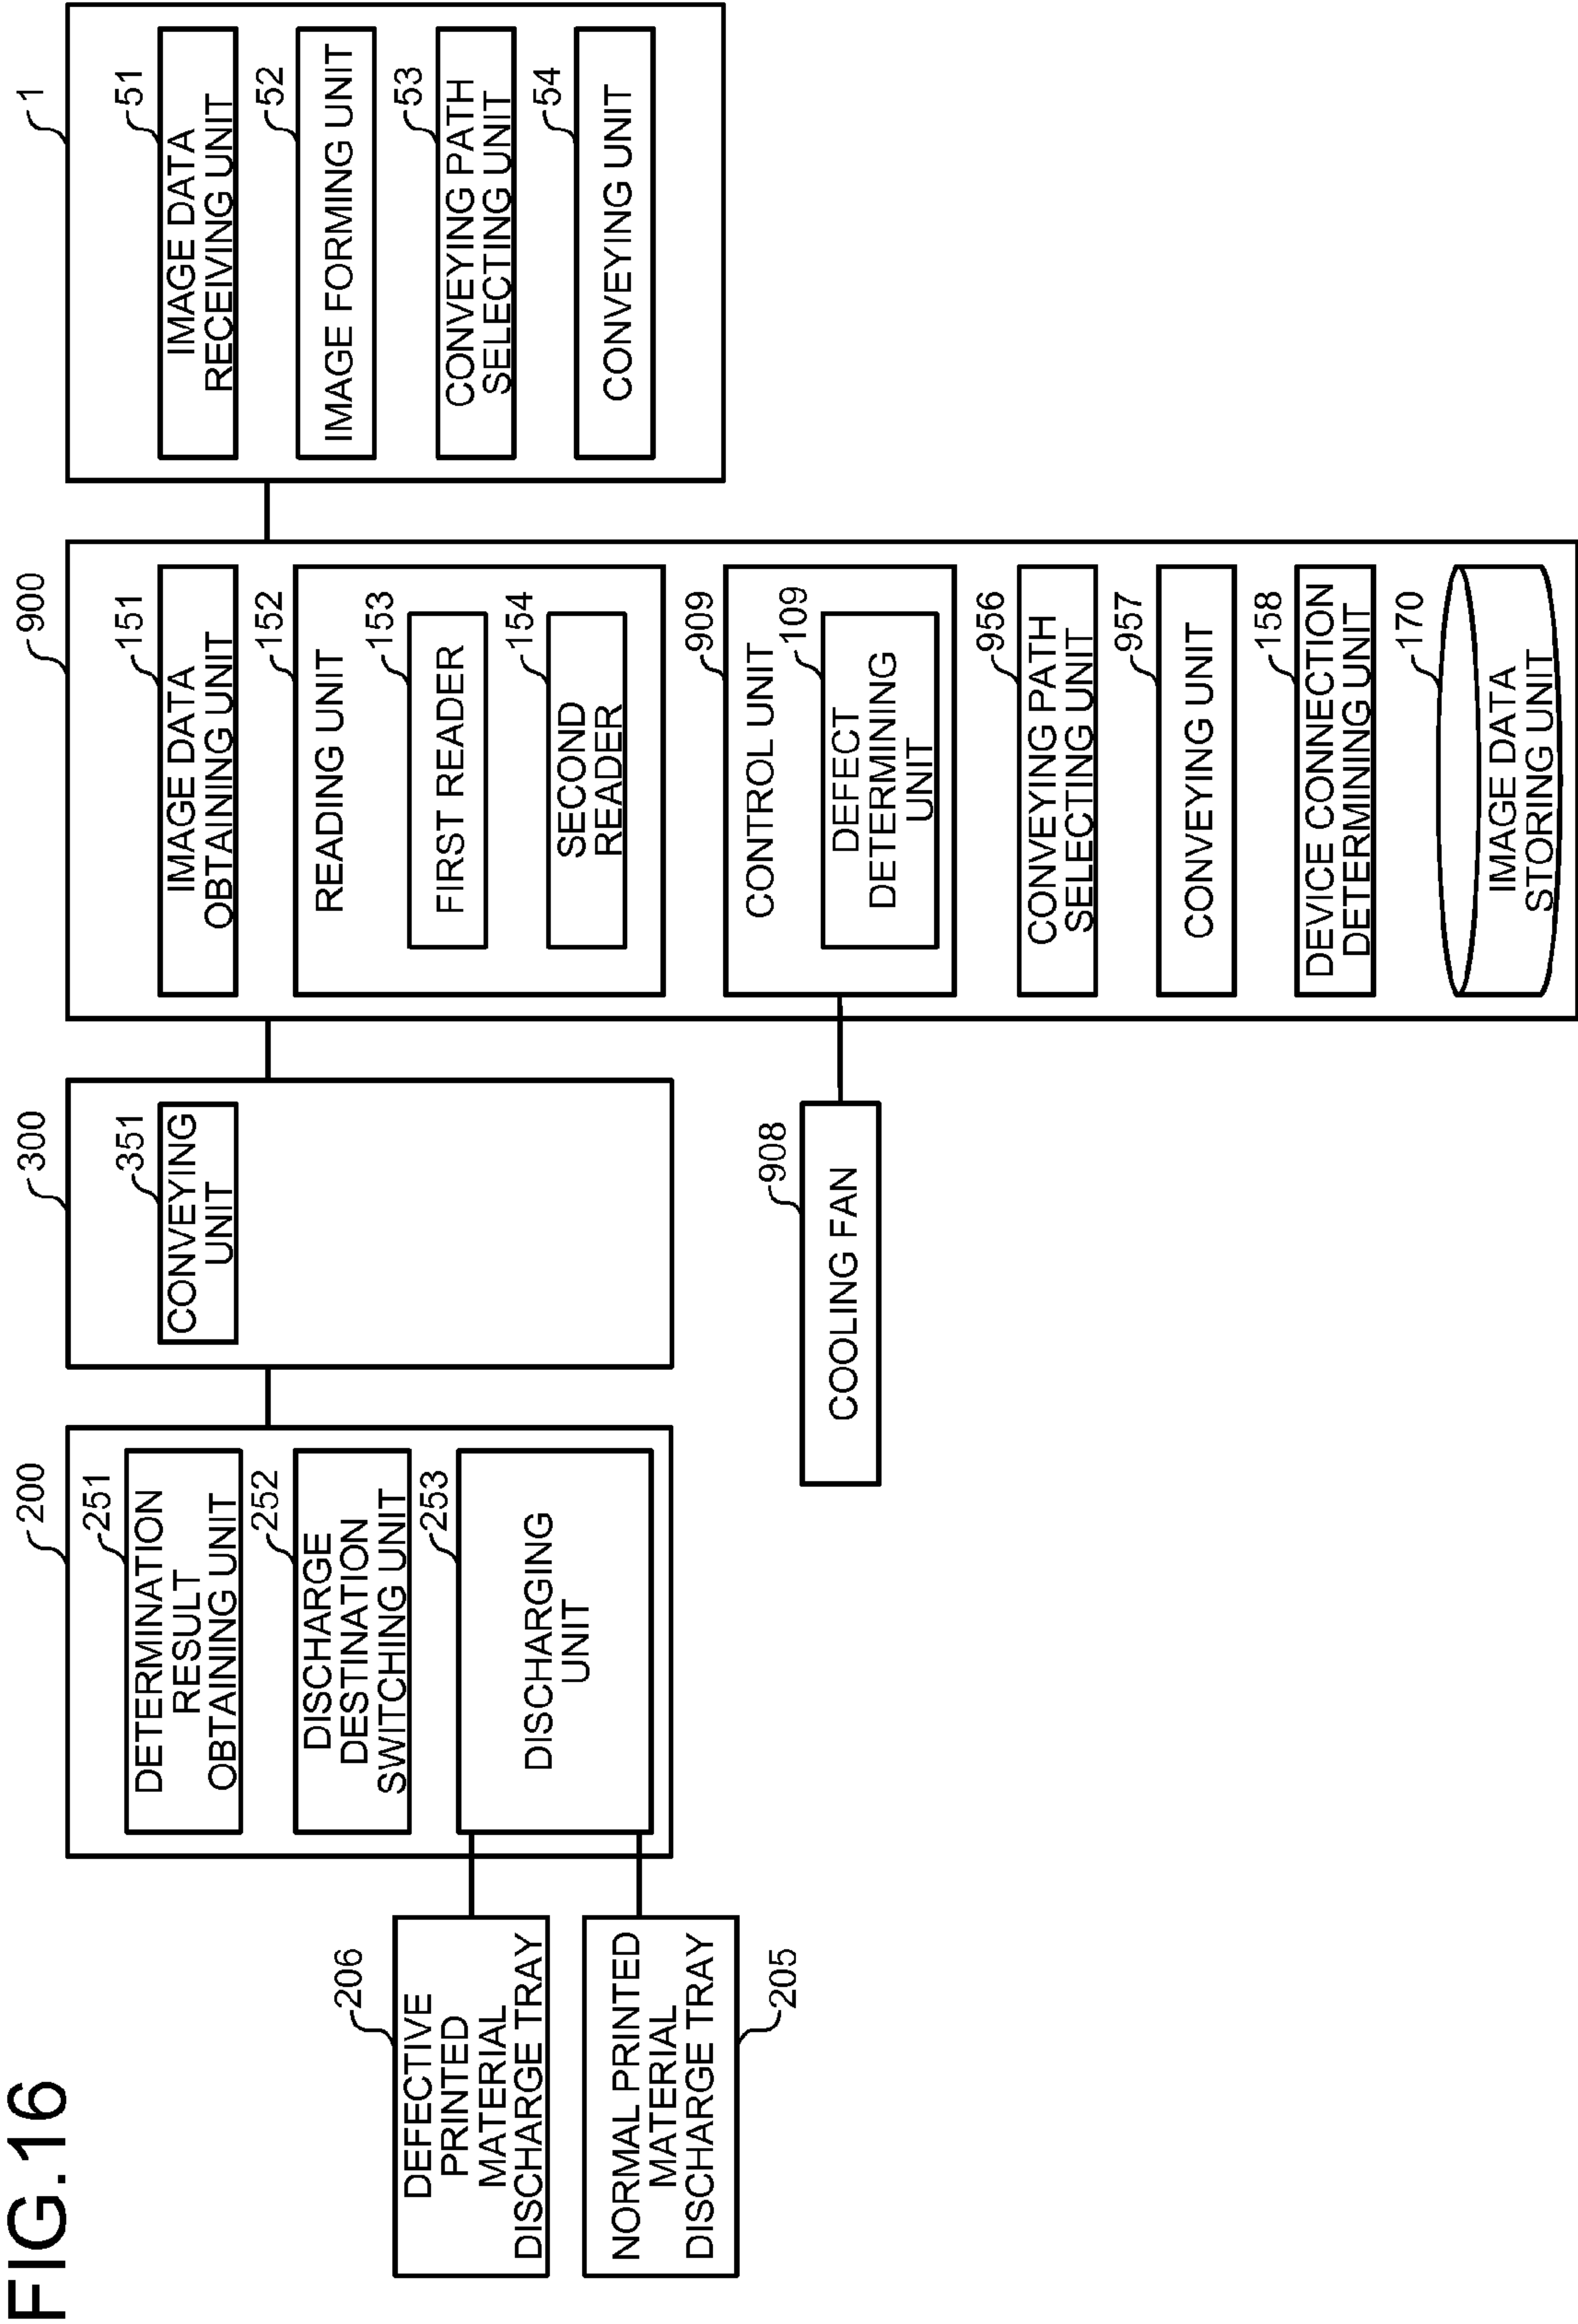 FIG.16
200
251
DETERMINATION
RESULT
OBTAINING UNIT
252
DISCHARGE
DESTINATION
SWITCHING UNIT
253
DISCHARGING
UNIT
206
DEFECTIVE
PRINTED
MATERIAL
DISCHARGE TRAY
NORMAL PRINTED
MATERIAL
DISCHARGE TRAY
205
300
351
CONVEYING
UNIT
908
COOLING FAN
900
151
IMAGE DATA
OBTAINING UNIT
152
READING UNIT
153
FIRST READER
154
SECOND
READER
909
CONTROL UNIT
109
DEFECT
DETERMINING
UNIT
956
CONVEYING PATH
SELECTING UNIT
957
CONVEYING UNIT
158
DEVICE CONNECTION
DETERMINING UNIT
170
IMAGE DATA
STORING UNIT
1
51
IMAGE DATA
RECEIVING UNIT
52
IMAGE FORMING UNIT
53
CONVEYING PATH
SELECTING UNIT
54
CONVEYING UNIT